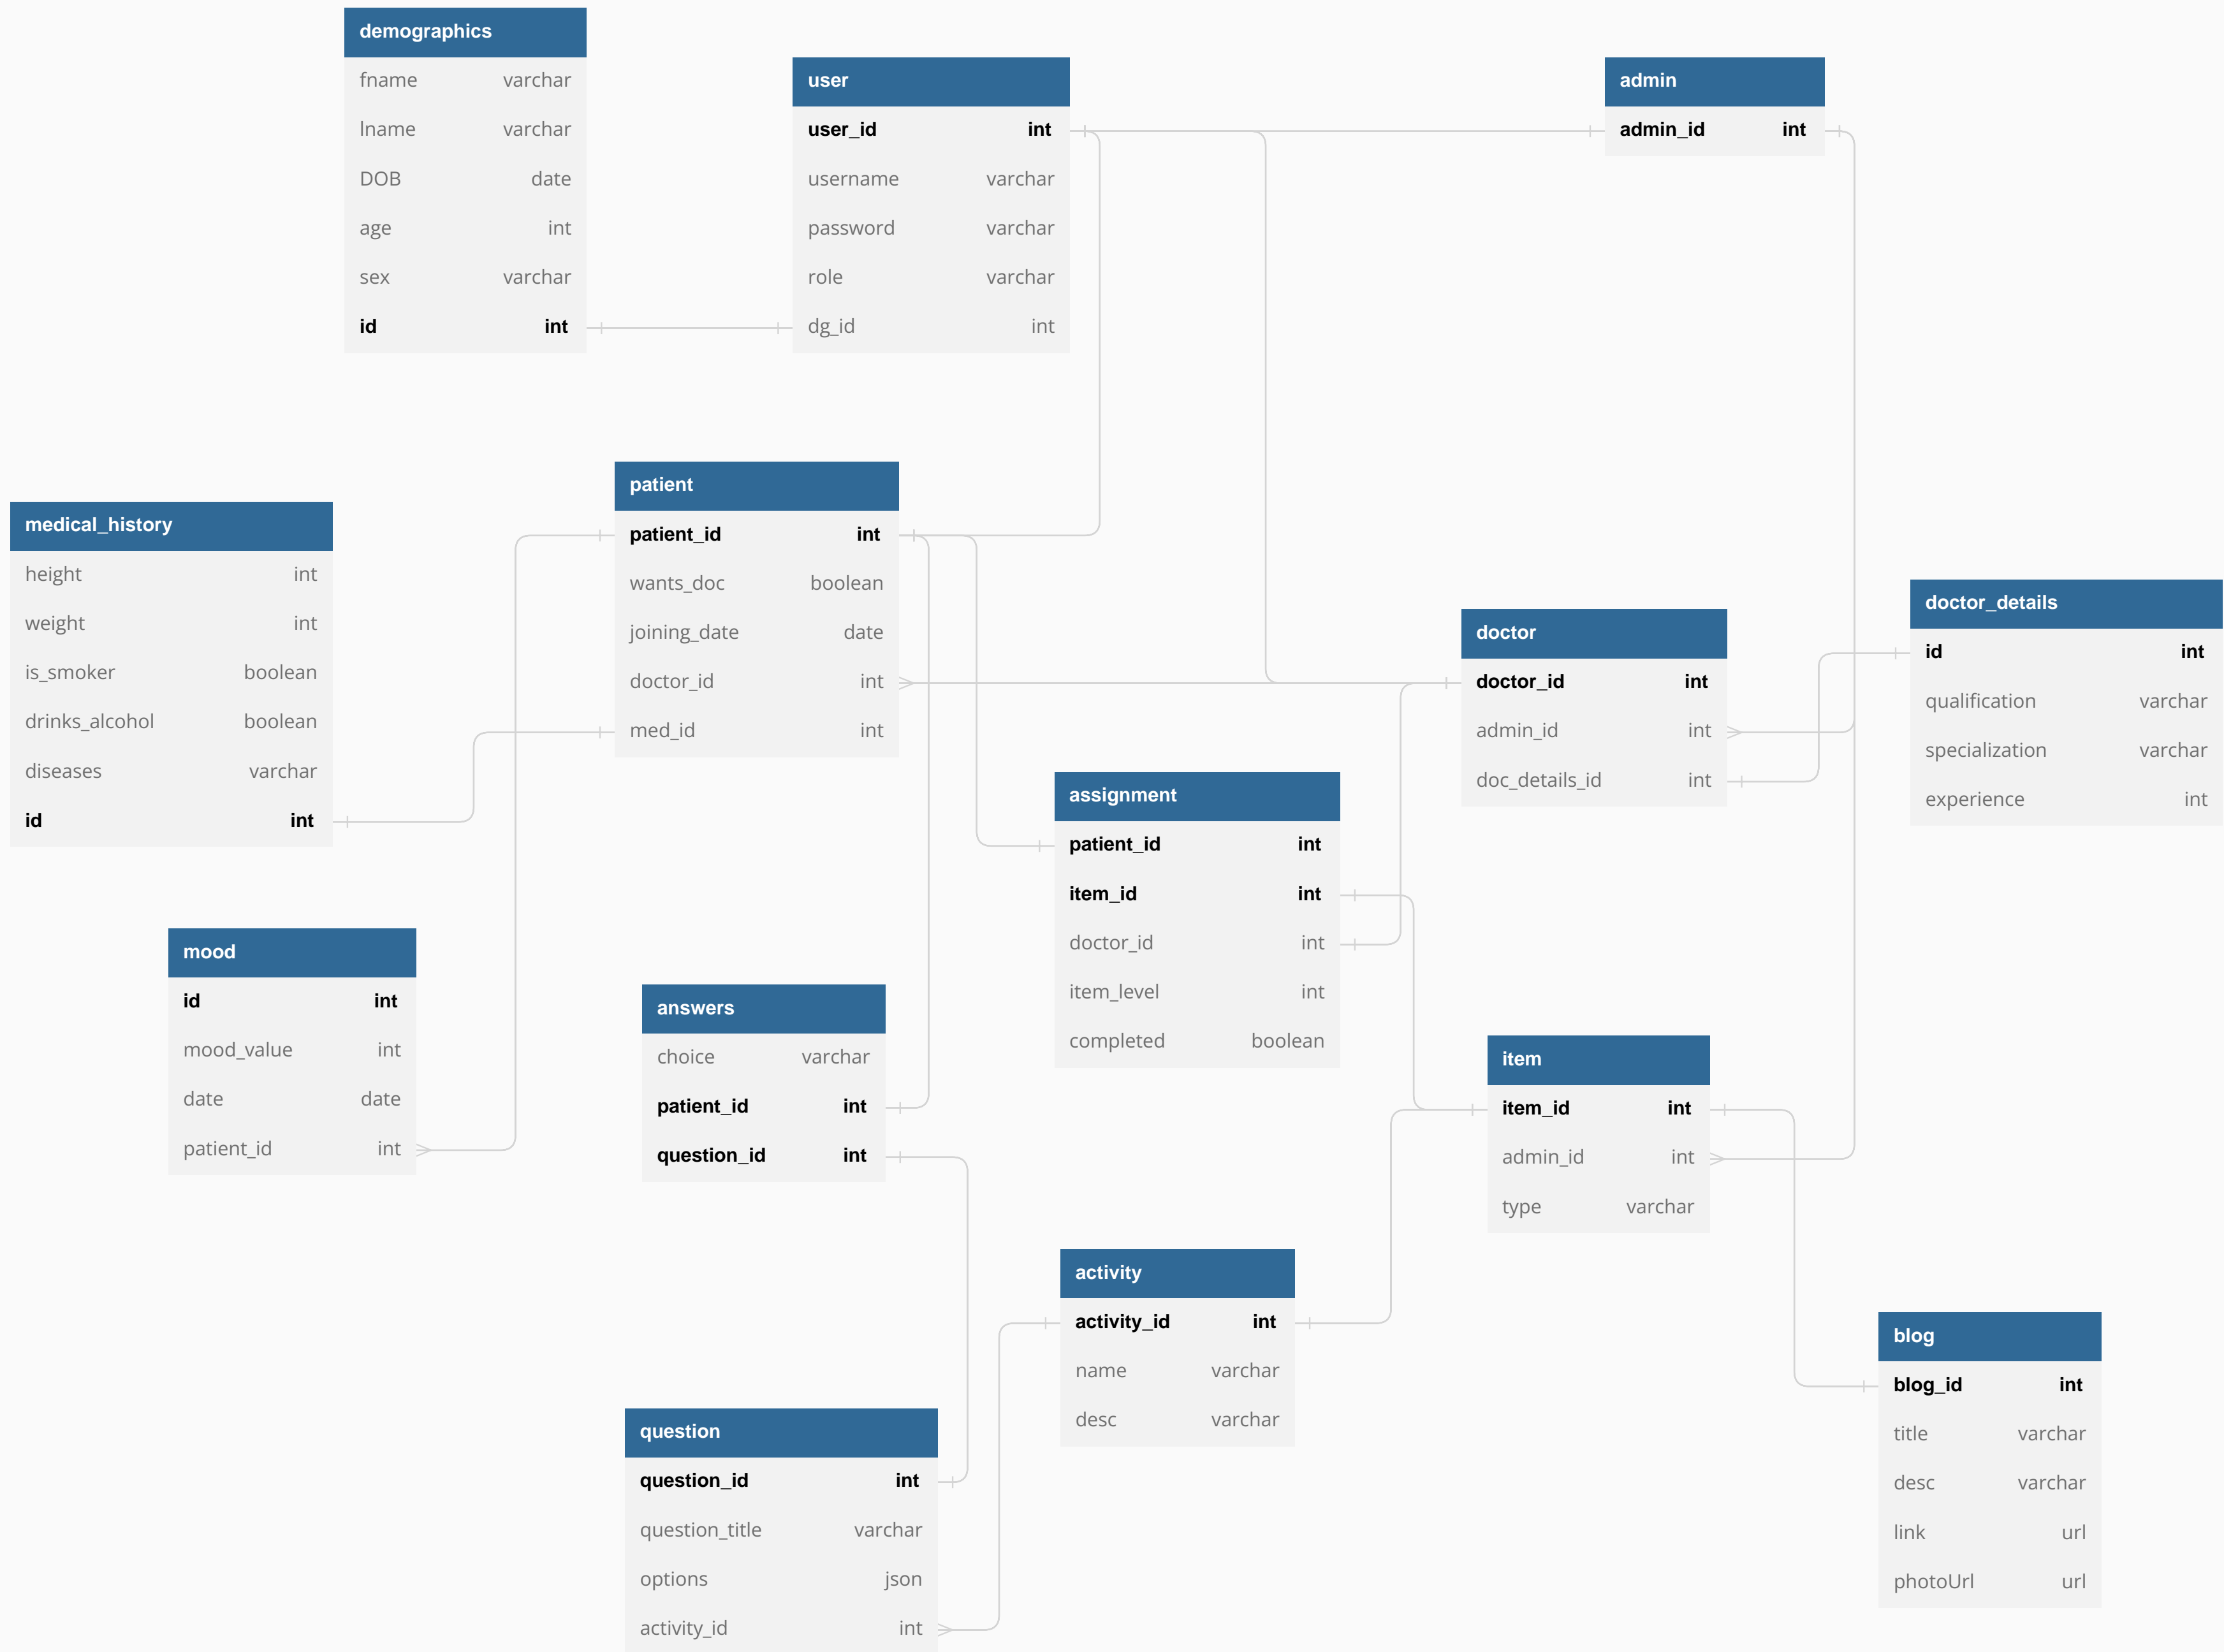 demographics
fname varchar
lname varchar
DOB date
age int
sex varchar
id int
user
user_id int
username varchar
password varchar
role varchar
dg_id int
admin
admin_id int
medical_history
height int
weight int
is_smoker boolean
drinks_alcohol boolean
diseases varchar
id int
patient
patient_id int
wants_doc boolean
joining_date date
doctor_id int
med_id int
doctor
doctor_id int
admin_id int
doc_details_id int
doctor_details
id int
qualification varchar
specialization varchar
experience int
assignment
patient_id int
item_id int
doctor_id int
item_level int
completed boolean
mood
id int
mood_value int
date date
patient_id int
answers
choice varchar
patient_id int
question_id int
item
item_id int
admin_id int
type varchar
activity
activity_id int
name varchar
desc varchar
blog
blog_id int
title varchar
desc varchar
link url
photoUrl url
question
question_id int
question_title varchar
options json
activity_id int